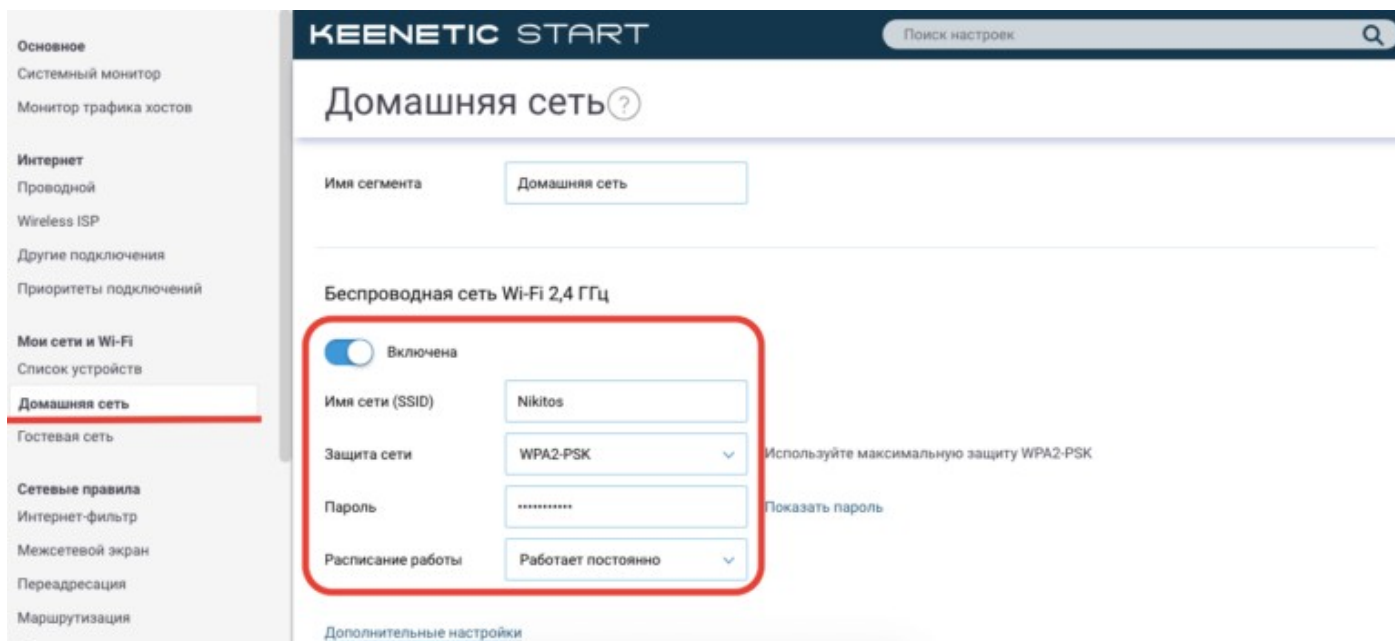 KEENETIC START
Поиск настроек
Основное
Системный монитор
Монитор трафика хостов
Интернет
Проводной
Wireless ISP
Другие подключения
Приоритеты подключений
Мои сети и Wi-Fi
Список устройств
Домашняя сеть
Гостевая сеть
Сетевые правила
Интернет-фильтр
Межсетевой экран
Переадресация
Маршрутизация
Домашняя сеть ?
Имя сегмента Домашняя сеть
Беспроводная сеть Wi-Fi 2,4 ГГц
Включена
Имя сети (SSID) Nikitos
Защита сети WPA2-PSK Используйте максимальную защиту WPA2-PSK
Пароль ••••••••••• Показать пароль
Расписание работы Работает постоянно
Дополнительные настройки